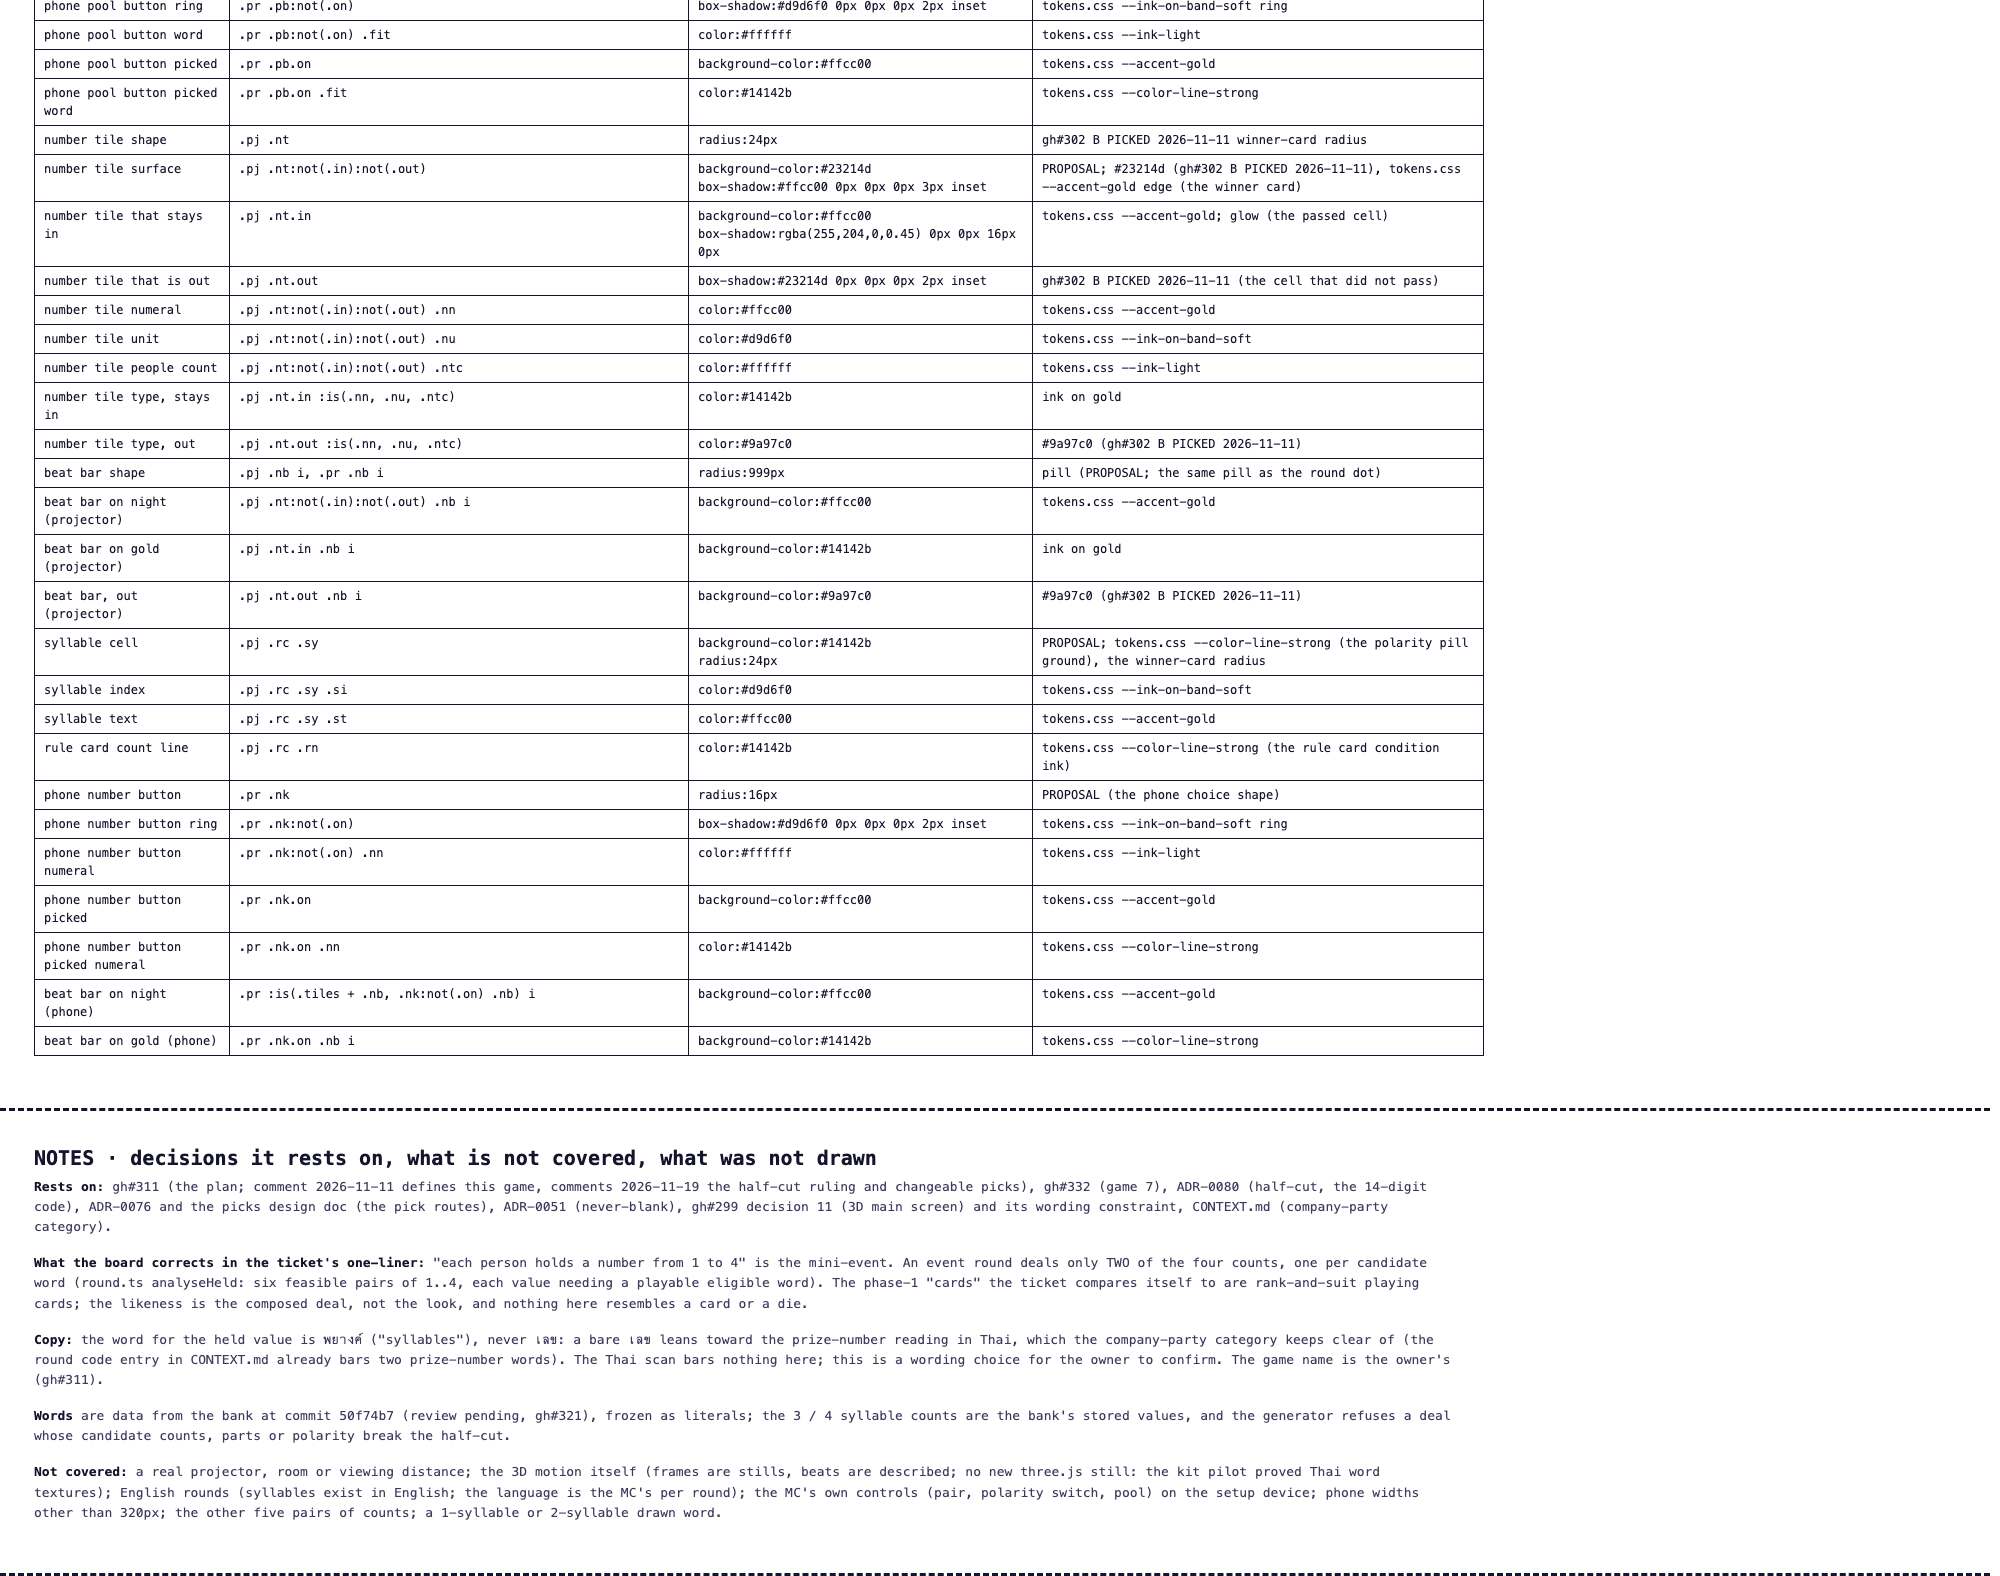 phone pool button ring
.pr .pb:not(.on)
box-shadow:#d9d6f0 0px 0px 0px 2px inset
tokens.css --ink-on-band-soft ring
phone pool button word
.pr .pb:not(.on) .fit
color:#ffffff
tokens.css --ink-light
phone pool button picked
.pr .pb.on
background-color:#ffcc00
tokens.css --accent-gold
phone pool button picked
word
.pr .pb.on .fit
color:#14142b
tokens.css --color-line-strong
number tile shape
.pj .nt
radius:24px
gh#302 B PICKED 2026-11-11 winner-card radius
number tile surface
.pj .nt:not(.in):not(.out)
background-color:#23214d
box-shadow:#ffcc00 0px 0px 0px 3px inset
PROPOSAL; #23214d (gh#302 B PICKED 2026-11-11), tokens.css
--accent-gold edge (the winner card)
number tile that stays
in
.pj .nt.in
background-color:#ffcc00
box-shadow:rgba(255,204,0,0.45) 0px 0px 16px
0px
tokens.css --accent-gold; glow (the passed cell)
number tile that is out
.pj .nt.out
box-shadow:#23214d 0px 0px 0px 2px inset
gh#302 B PICKED 2026-11-11 (the cell that did not pass)
number tile numeral
.pj .nt:not(.in):not(.out) .nn
color:#ffcc00
tokens.css --accent-gold
number tile unit
.pj .nt:not(.in):not(.out) .nu
color:#d9d6f0
tokens.css --ink-on-band-soft
number tile people count
.pj .nt:not(.in):not(.out) .ntc
color:#ffffff
tokens.css --ink-light
number tile type, stays
in
.pj .nt.in :is(.nn, .nu, .ntc)
color:#14142b
ink on gold
number tile type, out
.pj .nt.out :is(.nn, .nu, .ntc)
color:#9a97c0
#9a97c0 (gh#302 B PICKED 2026-11-11)
beat bar shape
.pj .nb i, .pr .nb i
radius:999px
pill (PROPOSAL; the same pill as the round dot)
beat bar on night
(projector)
.pj .nt:not(.in):not(.out) .nb i
background-color:#ffcc00
tokens.css --accent-gold
beat bar on gold
(projector)
.pj .nt.in .nb i
background-color:#14142b
ink on gold
beat bar, out
(projector)
.pj .nt.out .nb i
background-color:#9a97c0
#9a97c0 (gh#302 B PICKED 2026-11-11)
syllable cell
.pj .rc .sy
background-color:#14142b
radius:24px
PROPOSAL; tokens.css --color-line-strong (the polarity pill
ground), the winner-card radius
syllable index
.pj .rc .sy .si
color:#d9d6f0
tokens.css --ink-on-band-soft
syllable text
.pj .rc .sy .st
color:#ffcc00
tokens.css --accent-gold
rule card count line
.pj .rc .rn
color:#14142b
tokens.css --color-line-strong (the rule card condition
ink)
phone number button
.pr .nk
radius:16px
PROPOSAL (the phone choice shape)
phone number button ring
.pr .nk:not(.on)
box-shadow:#d9d6f0 0px 0px 0px 2px inset
tokens.css --ink-on-band-soft ring
phone number button
numeral
.pr .nk:not(.on) .nn
color:#ffffff
tokens.css --ink-light
phone number button
picked
.pr .nk.on
background-color:#ffcc00
tokens.css --accent-gold
phone number button
picked numeral
.pr .nk.on .nn
color:#14142b
tokens.css --color-line-strong
beat bar on night
(phone)
.pr :is(.tiles + .nb, .nk:not(.on) .nb) i
background-color:#ffcc00
tokens.css --accent-gold
beat bar on gold (phone)
.pr .nk.on .nb i
background-color:#14142b
tokens.css --color-line-strong
NOTES · decisions it rests on, what is not covered, what was not drawn
Rests on: gh#311 (the plan; comment 2026-11-11 defines this game, comments 2026-11-19 the half-cut ruling and changeable picks), gh#332 (game 7), ADR-0080 (half-cut, the 14-digit
code), ADR-0076 and the picks design doc (the pick routes), ADR-0051 (never-blank), gh#299 decision 11 (3D main screen) and its wording constraint, CONTEXT.md (company-party
category).
What the board corrects in the ticket's one-liner: "each person holds a number from 1 to 4" is the mini-event. An event round deals only TWO of the four counts, one per candidate
word (round.ts analyseHeld: six feasible pairs of 1..4, each value needing a playable eligible word). The phase-1 "cards" the ticket compares itself to are rank-and-suit playing
cards; the likeness is the composed deal, not the look, and nothing here resembles a card or a die.
Copy: the word for the held value is พยางค์ ("syllables"), never เลข: a bare เลข leans toward the prize-number reading in Thai, which the company-party category keeps clear of (the
round code entry in CONTEXT.md already bars two prize-number words). The Thai scan bars nothing here; this is a wording choice for the owner to confirm. The game name is the owner's
(gh#311).
Words are data from the bank at commit 50f74b7 (review pending, gh#321), frozen as literals; the 3 / 4 syllable counts are the bank's stored values, and the generator refuses a deal
whose candidate counts, parts or polarity break the half-cut.
Not covered: a real projector, room or viewing distance; the 3D motion itself (frames are stills, beats are described; no new three.js still: the kit pilot proved Thai word
textures); English rounds (syllables exist in English; the language is the MC's per round); the MC's own controls (pair, polarity switch, pool) on the setup device; phone widths
other than 320px; the other five pairs of counts; a 1-syllable or 2-syllable drawn word.